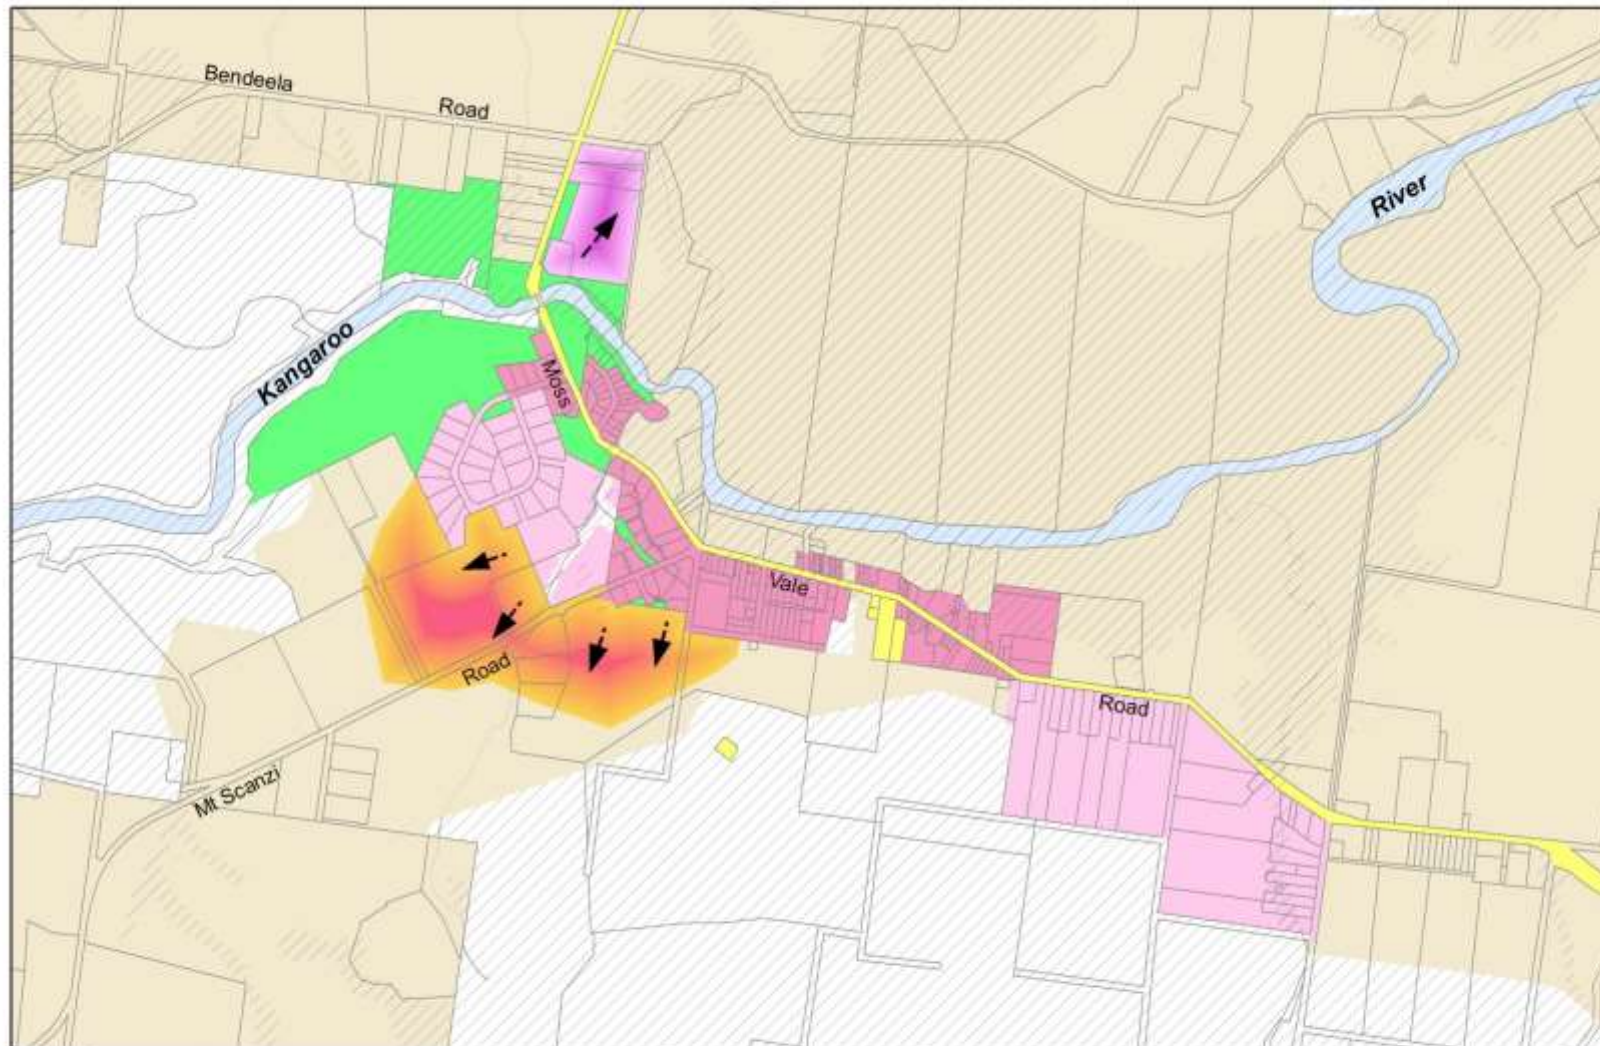 Bendeela
Road
River
Kangaroo
Moss
Vale
Road
Road
Mt Scanzi